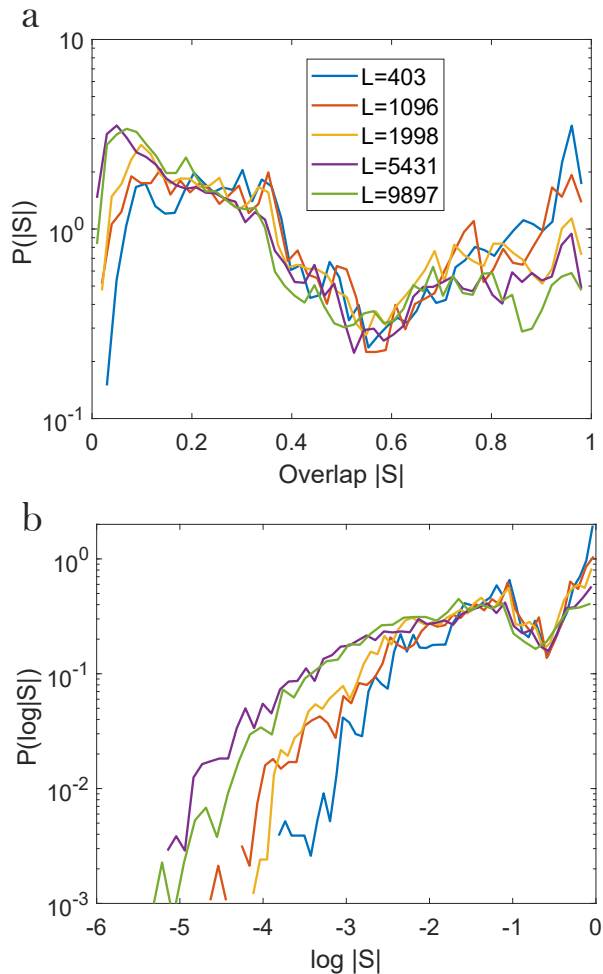 a
10
10^0
10^-1
P(|S|)
L=403
L=1096
L=1998
L=5431
L=9897
0 0.2 0.4 0.6 0.8 1
Overlap |S|
b
10^0
10^-1
10^-2
10^-3
P(log|S|)
-6 -5 -4 -3 -2 -1 0
log |S|